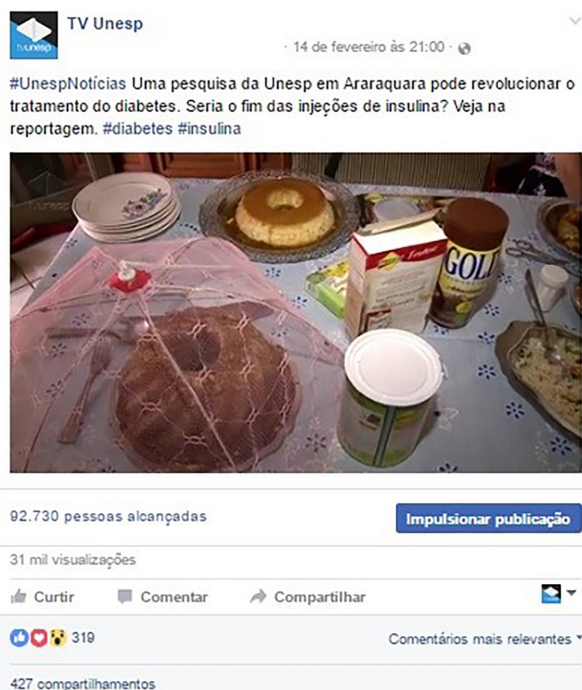 TV Unesp
tvunesp
14 de fevereiro às 21:00
#UnespNotícias Uma pesquisa da Unesp em Araraquara pode revolucionar o
tratamento do diabetes. Seria o fim das injeções de insulina? Veja na
reportagem. #diabetes #insulina
tvunesp
GOLD
92.730 pessoas alcançadas
Impulsionar publicação
31 mil visualizações
Curtir
Comentar
Compartilhar
319
Comentários mais relevantes
427 compartilhamentos